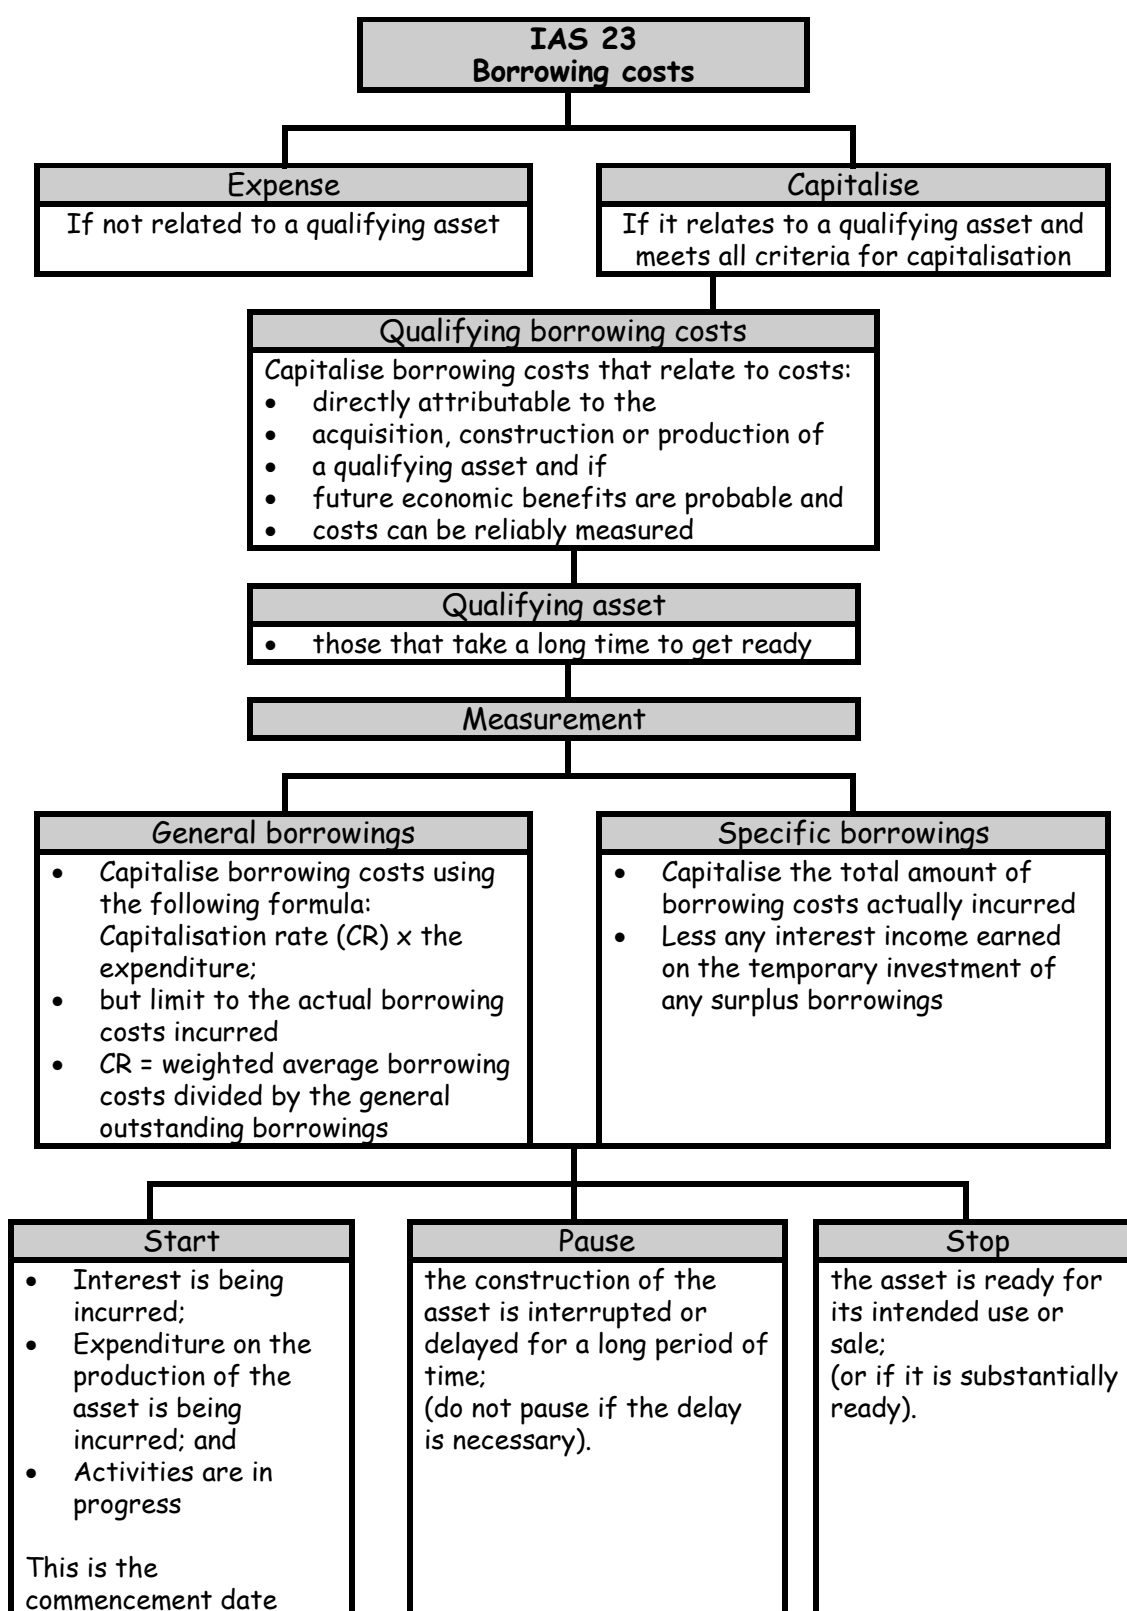 IAS 23
Borrowing costs
Expense
If not related to a qualifying asset
Capitalise
If it relates to a qualifying asset and
meets all criteria for capitalisation
Qualifying borrowing costs
Capitalise borrowing costs that relate to costs:
• directly attributable to the
• acquisition, construction or production of
• a qualifying asset and if
• future economic benefits are probable and
• costs can be reliably measured
Qualifying asset
• those that take a long time to get ready
Measurement
General borrowings
• Capitalise borrowing costs using
the following formula:
Capitalisation rate (CR) x the
expenditure;
• but limit to the actual borrowing
costs incurred
• CR = weighted average borrowing
costs divided by the general
outstanding borrowings
Specific borrowings
• Capitalise the total amount of
borrowing costs actually incurred
• Less any interest income earned
on the temporary investment of
any surplus borrowings
Start
• Interest is being
incurred;
• Expenditure on the
production of the
asset is being
incurred; and
• Activities are in
progress
This is the
commencement date
Pause
the construction of the
asset is interrupted or
delayed for a long period of
time;
(do not pause if the delay
is necessary).
Stop
the asset is ready for
its intended use or
sale;
(or if it is substantially
ready).